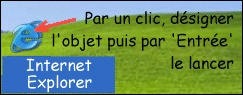 Par un clic, désigner
l'objet puis par 'Entrée'
le lancer
Internet
Explorer